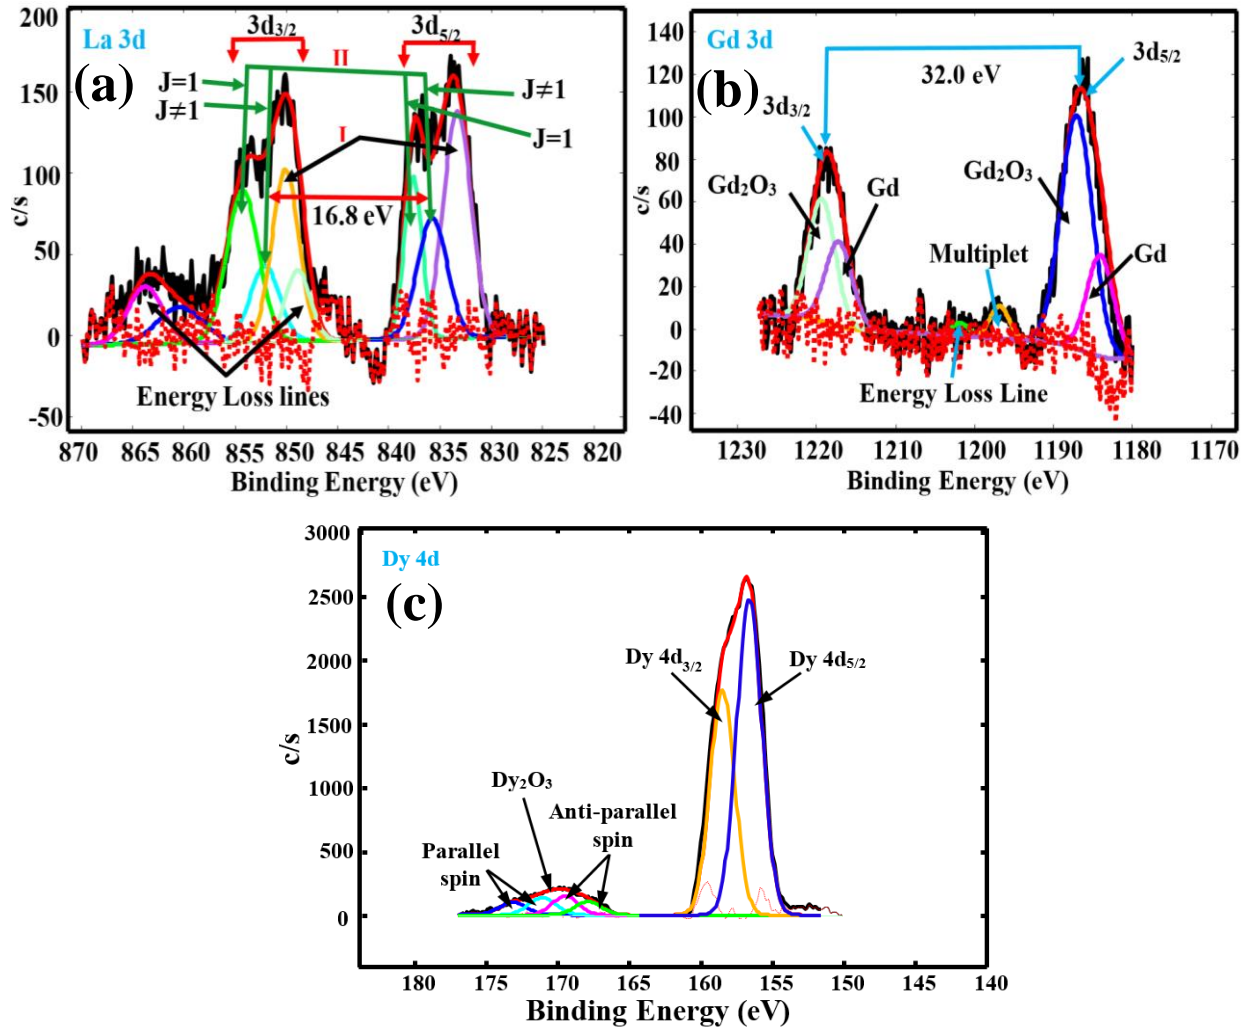 La 3d
(a)
3d3/2
3d5/2
II
J=1
J≠1
J≠1
J=1
I
16.8 eV
Energy Loss lines
200
150
100
50
0
-50
c/s
870 865 860 855 850 845 840 835 830 825 820
Binding Energy (eV)
Gd 3d
(b)
32.0 eV
3d5/2
3d3/2
Gd2O3
Gd
Gd2O3
Multiplet
Gd
Energy Loss Line
140
120
100
80
60
40
20
0
-20
-40
c/s
1230 1220 1210 1200 1190 1180 1170
Binding Energy (eV)
Dy 4d
(c)
Dy 4d3/2
Dy 4d5/2
Dy2O3
Anti-parallel
spin
Parallel
spin
3000
2500
2000
1500
1000
500
0
c/s
180 175 170 165 160 155 150 145 140
Binding Energy (eV)